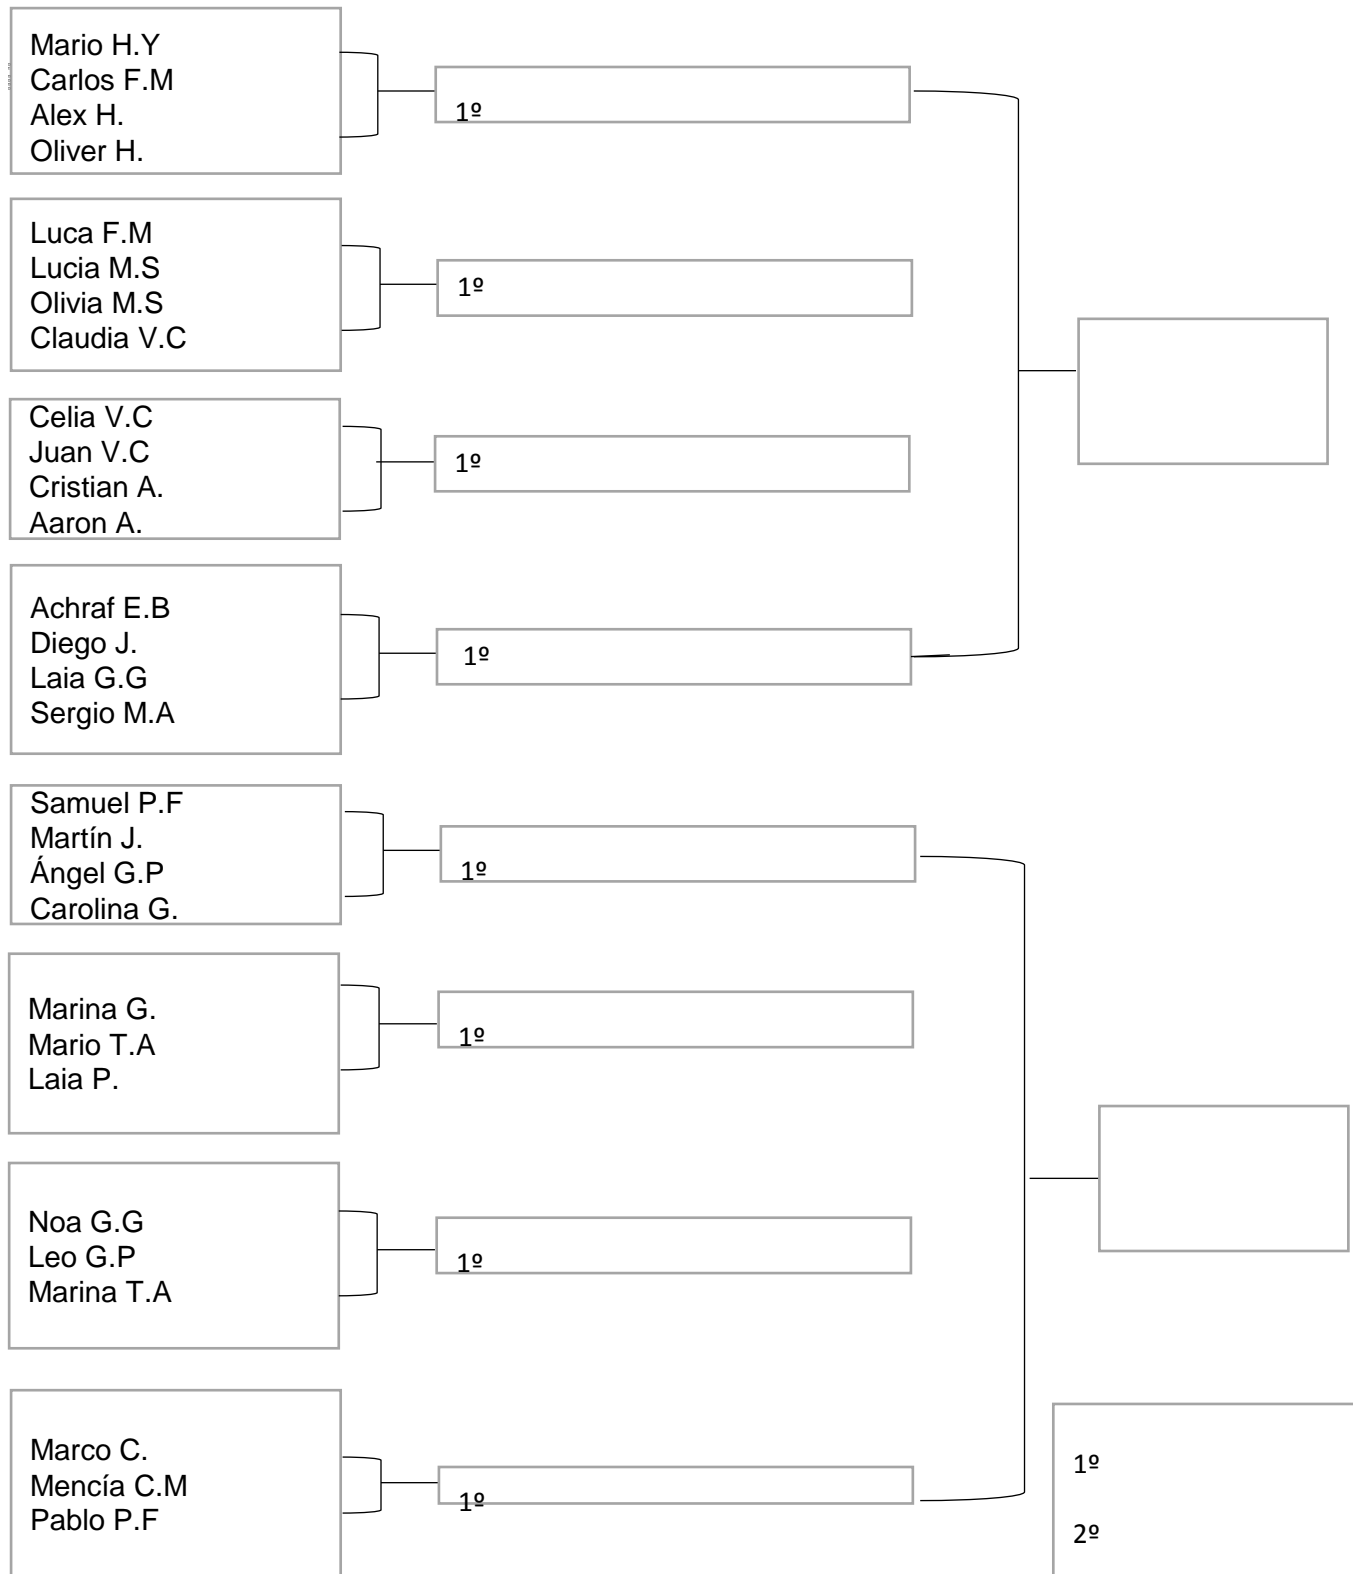 Mario H.Y
Carlos F.M
Alex H.
Oliver H.
1º
Luca F.M
Lucia M.S
Olivia M.S
Claudia V.C
1º
Celia V.C
Juan V.C
Cristian A.
Aaron A.
1º
Achraf E.B
Diego J.
Laia G.G
Sergio M.A
1º
Samuel P.F
Martín J.
Ángel G.P
Carolina G.
1º
Marina G.
Mario T.A
Laia P.
1º
Noa G.G
Leo G.P
Marina T.A
1º
Marco C.
Mencía C.M
Pablo P.F
1º
1º
2º